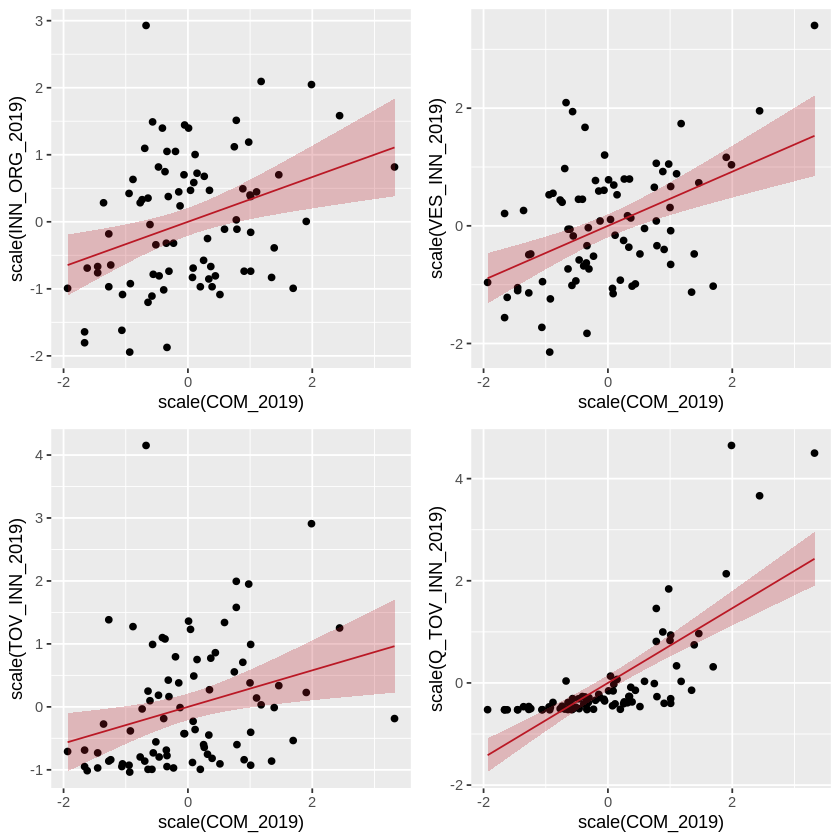 3
2
1
0
-1
-2
scale(INN_ORG_2019)
-2 0 2
scale(COM_2019)
2
0
-2
scale(VES_INN_2019)
-2 0 2
scale(COM_2019)
4
3
2
1
0
-1
scale(TOV_INN_2019)
-2 0 2
scale(COM_2019)
4
2
0
-2
scale(Q_TOV_INN_2019)
-2 0 2
scale(COM_2019)